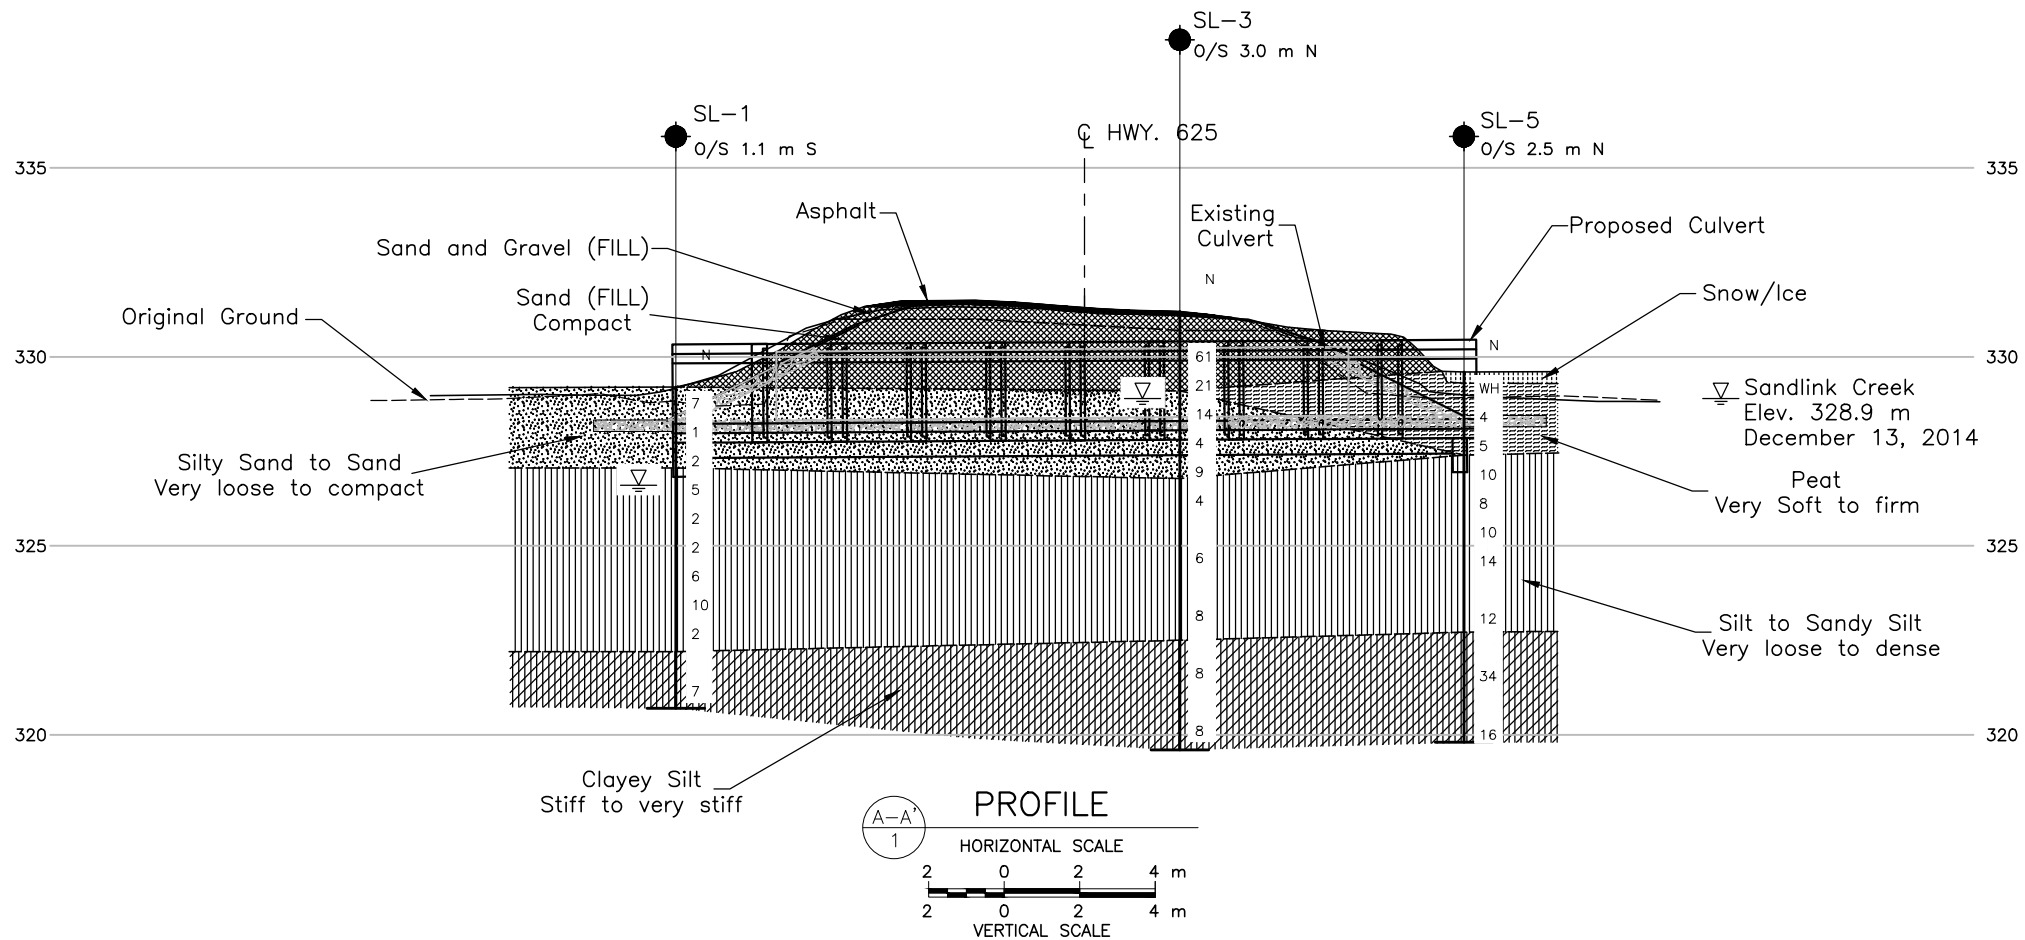 SL-3
O/S 3.0 m N
SL-1
O/S 1.1 m S
℄ HWY. 625
SL-5
O/S 2.5 m N
335
335
Asphalt
Existing
Culvert
Proposed Culvert
Sand and Gravel (FILL)
N
Snow/Ice
Sand (FILL)
Compact
Original Ground
N
N
330
330
61
21
14
4
9
4
6
8
8
8
7
1
2
5
2
2
6
10
2
7
WH
4
5
10
8
10
14
12
34
16
Sandlink Creek
Elev. 328.9 m
December 13, 2014
Silty Sand to Sand
Very loose to compact
Peat
Very Soft to firm
325
325
Silt to Sandy Silt
Very loose to dense
320
320
Clayey Silt
Stiff to very stiff
A-A'
1
PROFILE
HORIZONTAL SCALE
2 0 2 4 m
2 0 2 4 m
VERTICAL SCALE